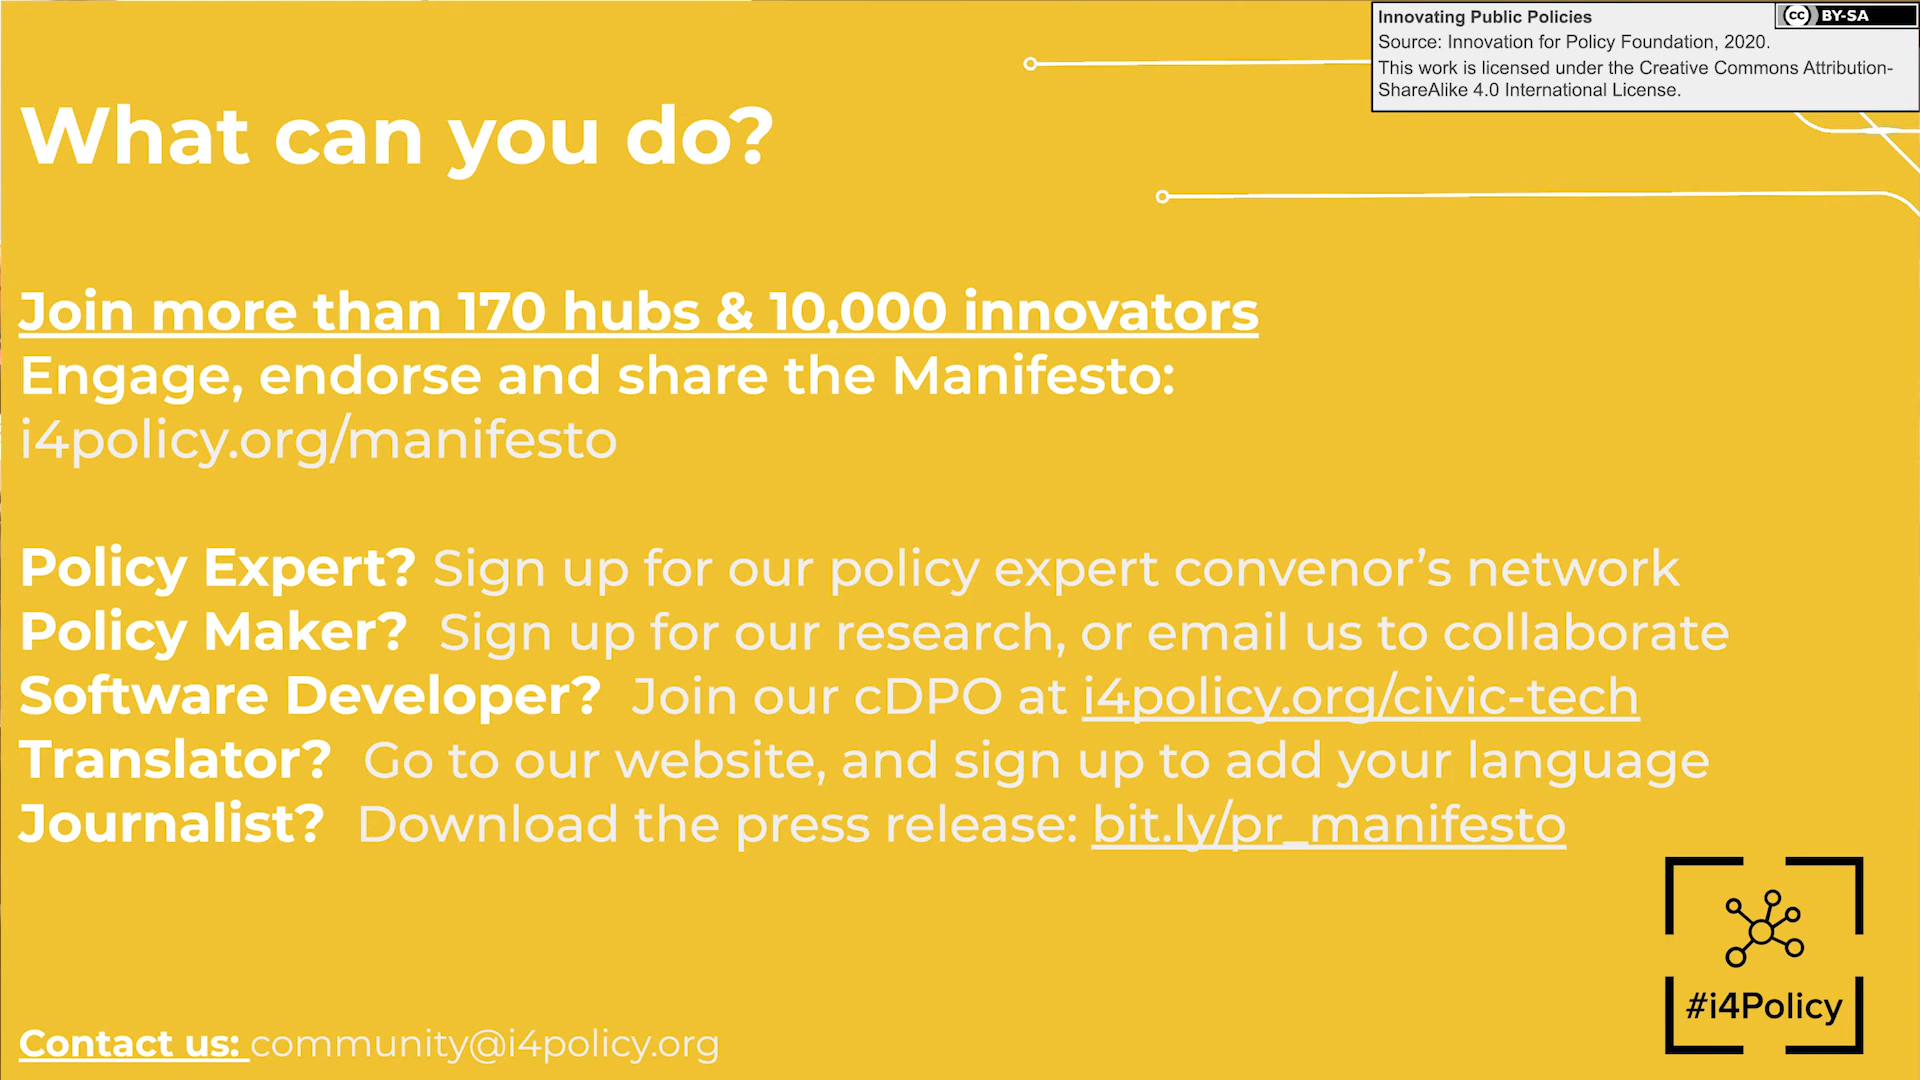 Innovating Public Policies
cc BY-SA
Source: Innovation for Policy Foundation, 2020.
This work is licensed under the Creative Commons Attribution-
ShareAlike 4.0 International License.
What can you do?
Join more than 170 hubs & 10,000 innovators
Engage, endorse and share the Manifesto:
i4policy.org/manifesto
Policy Expert? Sign up for our policy expert convenor’s network
Policy Maker? Sign up for our research, or email us to collaborate
Software Developer? Join our cDPO at i4policy.org/civic-tech
Translator? Go to our website, and sign up to add your language
Journalist? Download the press release: bit.ly/pr_manifesto
#i4Policy
Contact us: community@i4policy.org